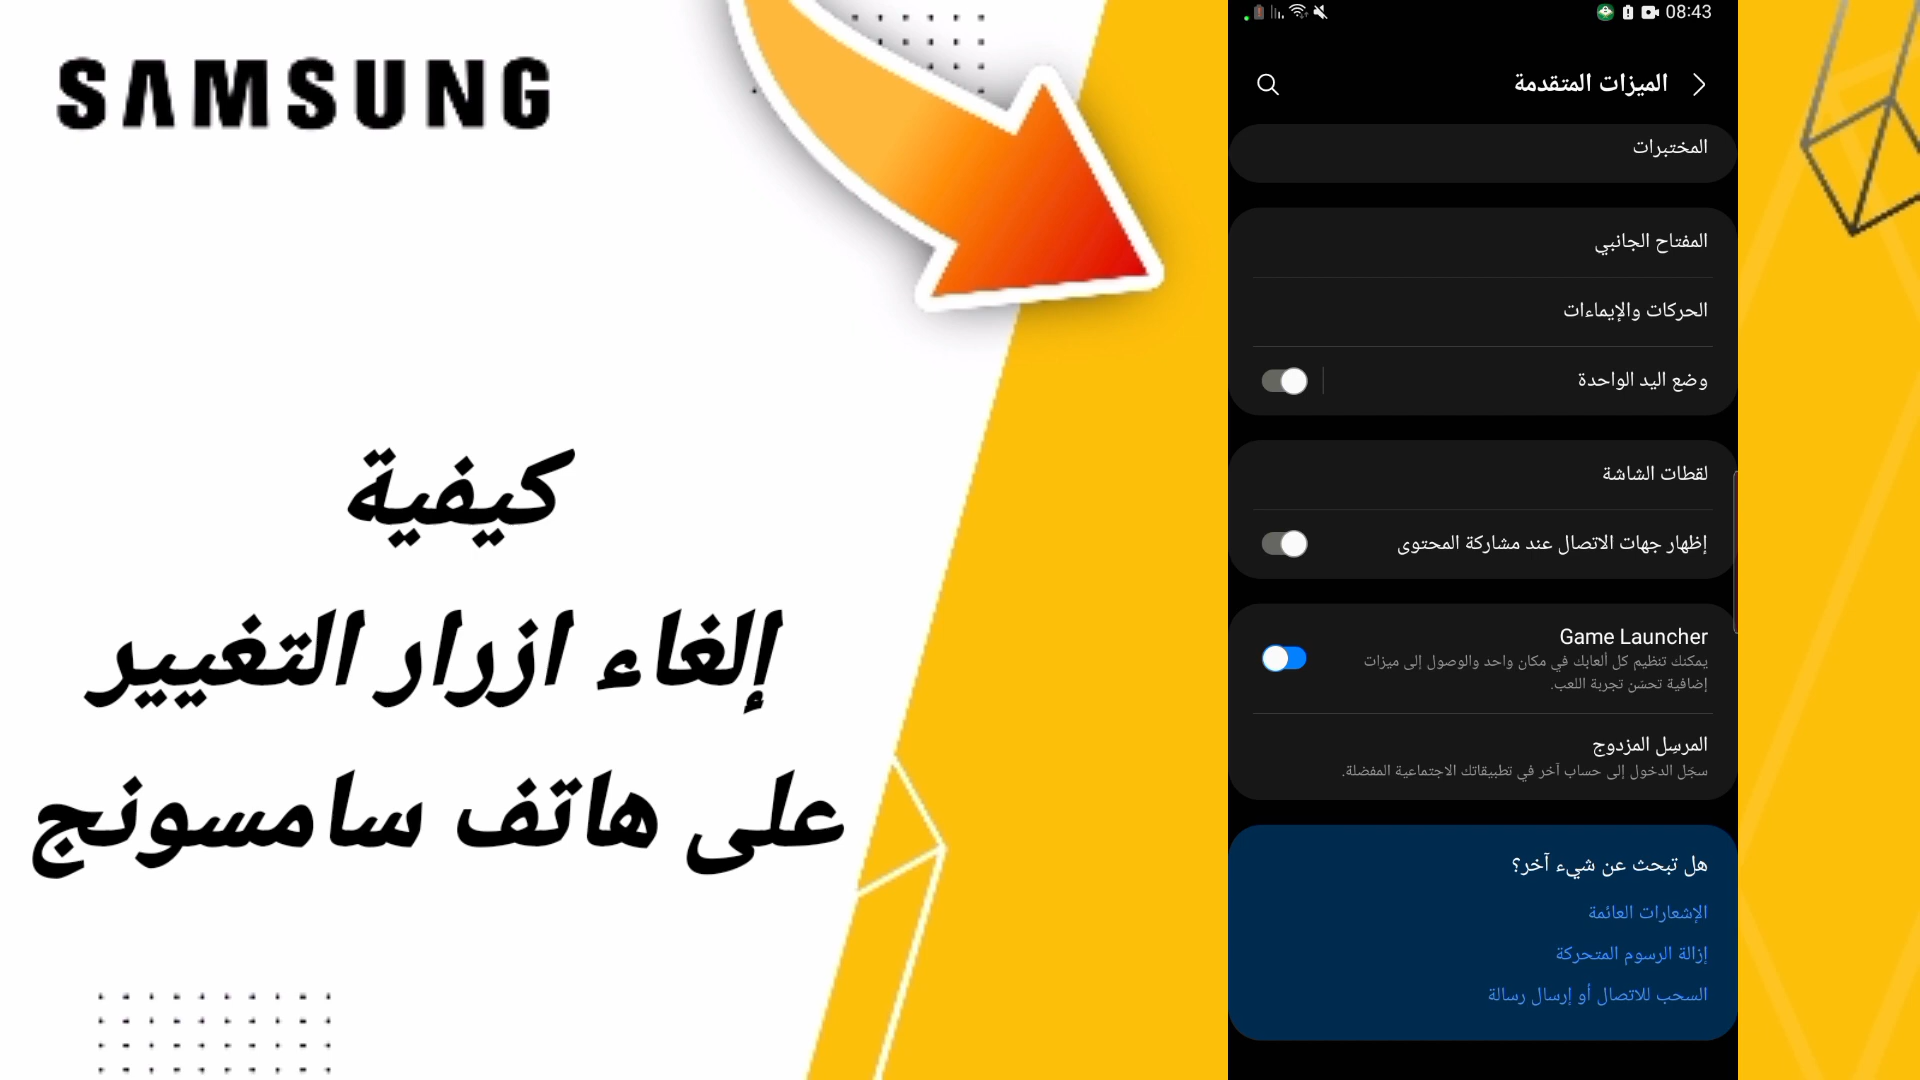 SAMSUNG
كيفية
إلغاء ازرار التغيير
على هاتف سامسونج
08:43
الميزات المتقدمة
المختبرات
المفتاح الجانبي
الحركات والإيماءات
وضع اليد الواحدة
لقطات الشاشة
إظهار جهات الاتصال عند مشاركة المحتوى
Game Launcher
يمكنك تنظيم كل ألعابك في مكان واحد والوصول إلى ميزات
إضافية تحسّن تجربة اللعب.
المرسِل المزدوج
سجّل الدخول إلى حساب آخر في تطبيقاتك الاجتماعية المفضلة.
هل تبحث عن شيء آخر؟
الإشعارات العائمة
إزالة الرسوم المتحركة
السحب للاتصال أو إرسال رسالة